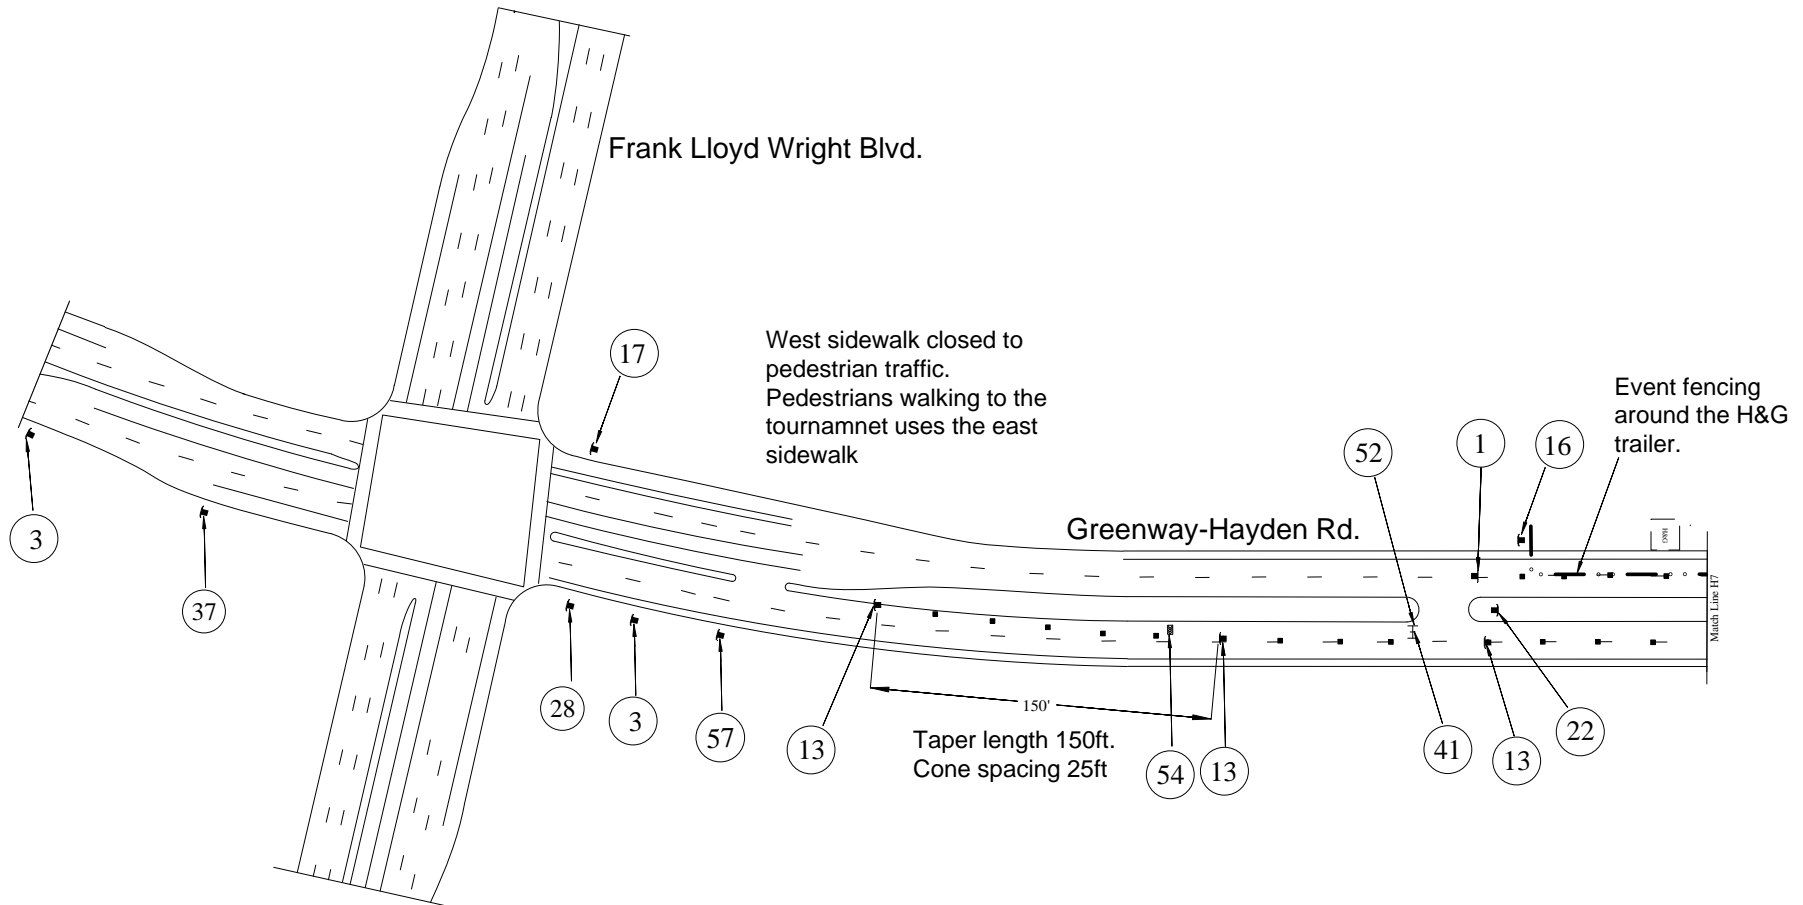 Frank Lloyd Wright Blvd.
17
West sidewalk closed to
pedestrian traffic.
Pedestrians walking to the
tournamnet uses the east
sidewalk
Event fencing
around the H&G
trailer.
52
1
16
Greenway-Hayden Rd.
H&G
Match Line H7
3
37
28
3
57
13
150'
Taper length 150ft.
Cone spacing 25ft
54
13
41
13
22